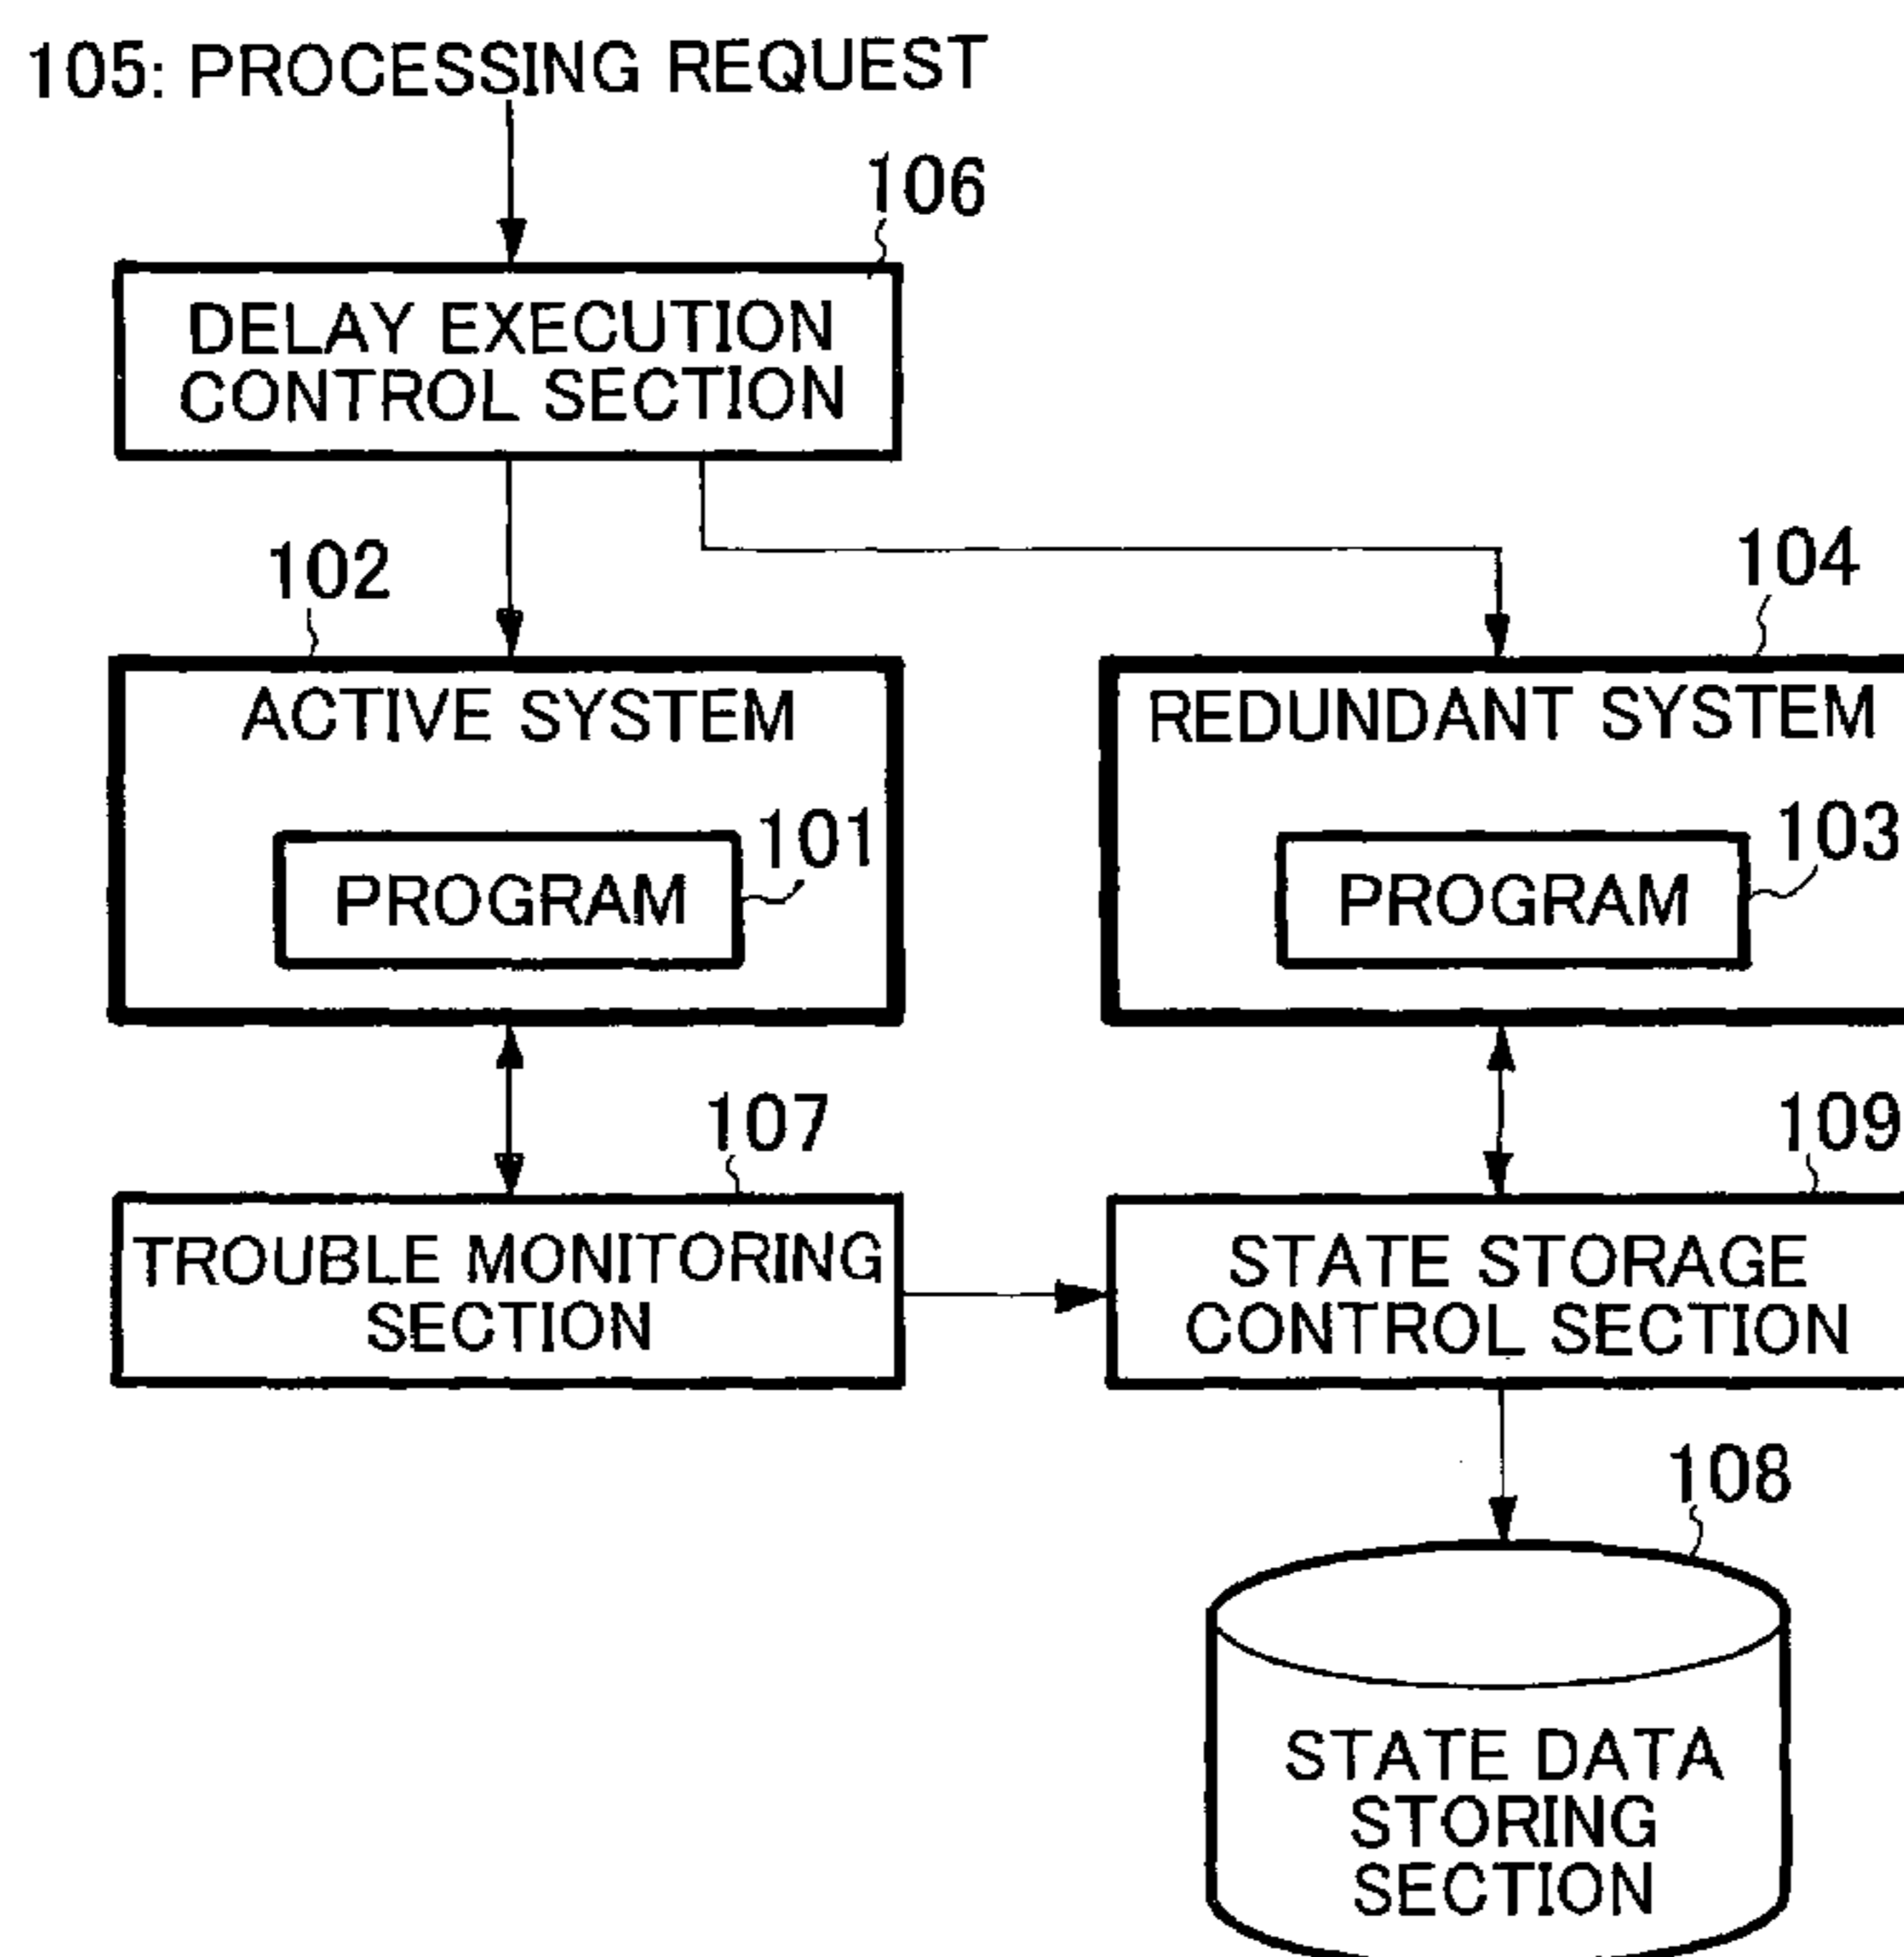 105: PROCESSING REQUEST
106
DELAY EXECUTION
CONTROL SECTION
102
104
ACTIVE SYSTEM
REDUNDANT SYSTEM
101
103
PROGRAM
PROGRAM
107
109
TROUBLE MONITORING
SECTION
STATE STORAGE
CONTROL SECTION
108
STATE DATA
STORING
SECTION